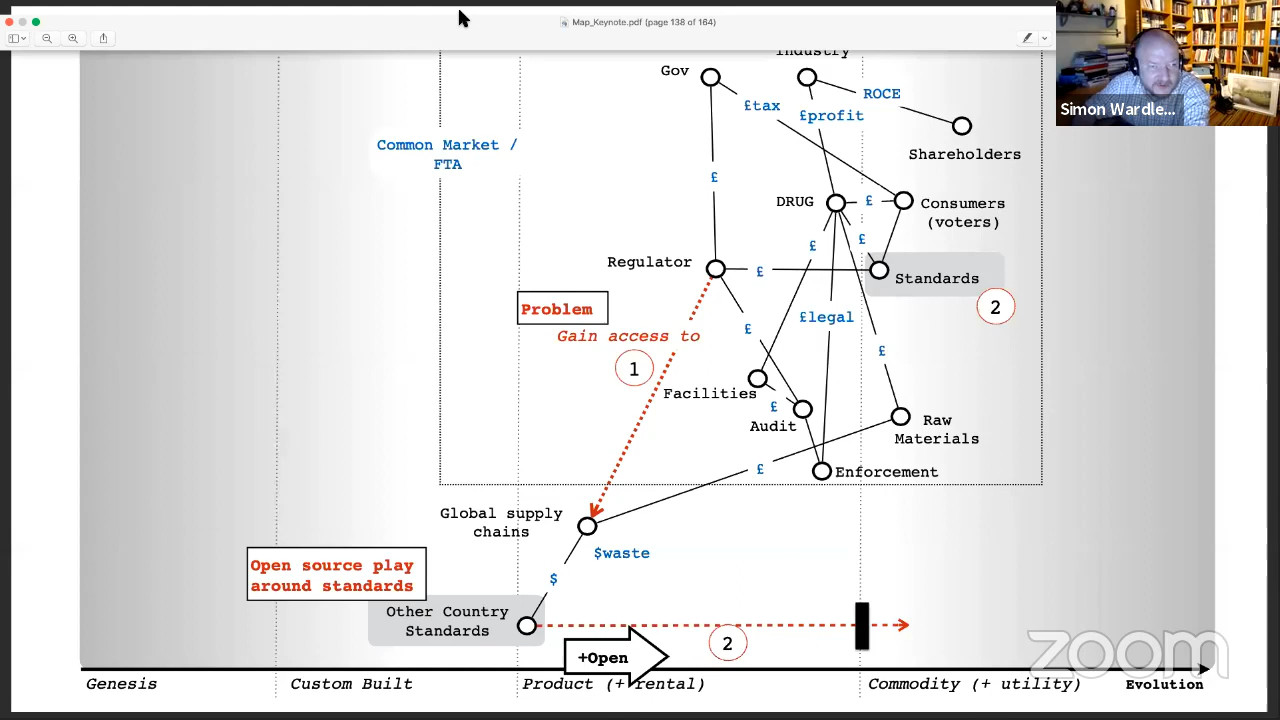 Map_Keynote.pdf (page 138 of 164)
Simon Wardle...
Industry
Gov
ROCE
£tax
£profit
Common Market /
FTA
Shareholders
£
DRUG
£
Consumers
(voters)
£
£
Regulator
£
Standards
Problem
2
£legal
£
Gain access to
£
1
Facilities
£
Audit
Raw
Materials
£
Enforcement
Global supply
chains
$waste
Open source play
around standards
$
Other Country
Standards
2
+Open
zoom
Genesis
Custom Built
Product (+ rental)
Commodity (+ utility)
Evolution